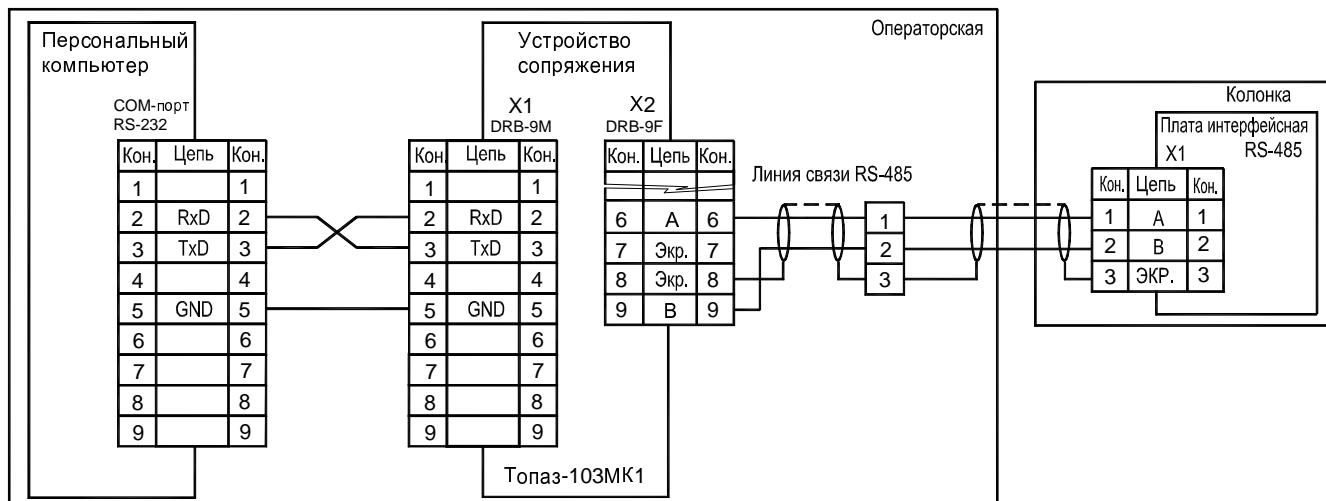 Операторская
Персональный
компьютер
COM-порт
RS-232
Кон. Цепь Кон.
1 1
2 RxD 2
3 TxD 3
4 4
5 GND 5
6 6
7 7
8 8
9 9
Устройство
сопряжения
X1
DRB-9M
Кон. Цепь Кон.
1 1
2 RxD 2
3 TxD 3
4 4
5 GND 5
6 6
7 7
8 8
9 9
X2
DRB-9F
Кон. Цепь Кон.
6 A 6
7 Экр. 7
8 Экр. 8
9 B 9
Топаз-103МК1
Линия связи RS-485
1
2
3
Колонка
Плата интерфейсная
X1 RS-485
Кон. Цепь Кон.
1 A 1
2 B 2
3 ЭКР. 3